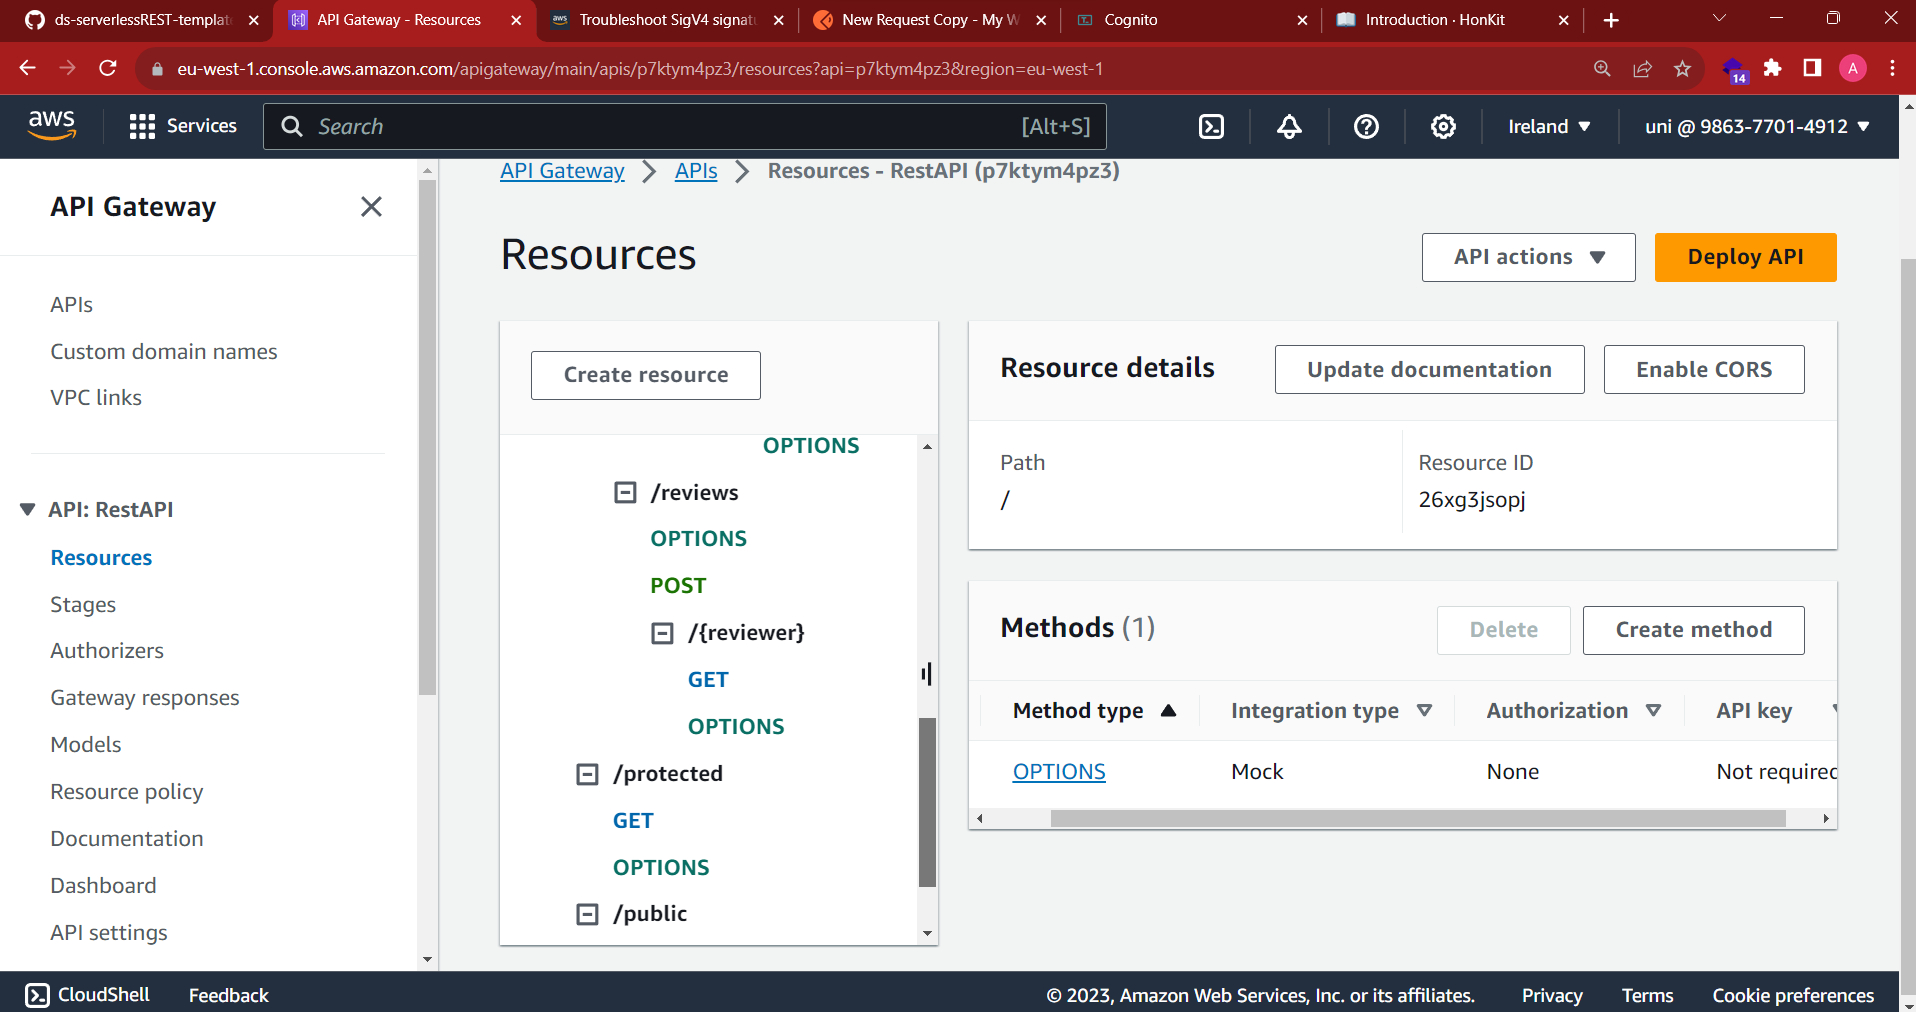 ds-serverlessREST-templat
API Gateway - Resources
Troubleshoot SigV4 signatu
New Request Copy - My W
Cognito
Introduction · HonKit
eu-west-1.console.aws.amazon.com/apigateway/main/apis/p7ktym4pz3/resources?api=p7ktym4pz3&region=eu-west-1
14
A
aws
Services
Search
[Alt+S]
Ireland
uni @ 9863-7701-4912
API Gateway
APIs
Custom domain names
VPC links
API: RestAPI
Resources
Stages
Authorizers
Gateway responses
Models
Resource policy
Documentation
Dashboard
API settings
API Gateway
APIs
Resources - RestAPI (p7ktym4pz3)
Resources
API actions
Deploy API
Create resource
OPTIONS
/reviews
OPTIONS
POST
/{reviewer}
GET
OPTIONS
/protected
GET
OPTIONS
/public
Resource details
Update documentation
Enable CORS
Path
/
Resource ID
26xg3jsopj
Methods (1)
Delete
Create method
Method type
Integration type
Authorization
API key
OPTIONS
Mock
None
Not required
CloudShell
Feedback
© 2023, Amazon Web Services, Inc. or its affiliates.
Privacy
Terms
Cookie preferences